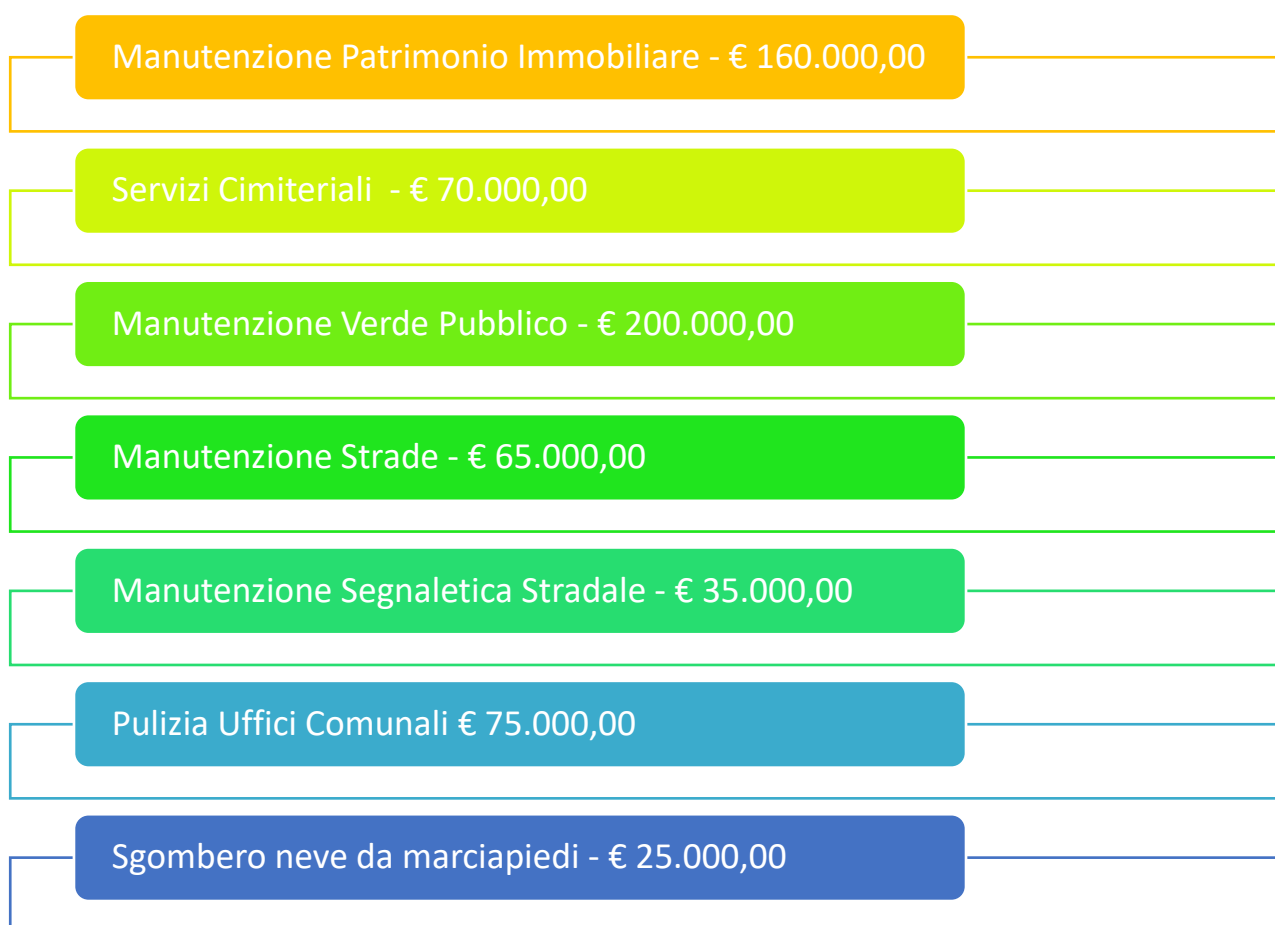 Manutenzione Patrimonio Immobiliare - € 160.000,00
Servizi Cimiteriali - € 70.000,00
Manutenzione Verde Pubblico - € 200.000,00
Manutenzione Strade - € 65.000,00
Manutenzione Segnaletica Stradale - € 35.000,00
Pulizia Uffici Comunali € 75.000,00
Sgombero neve da marciapiedi - € 25.000,00